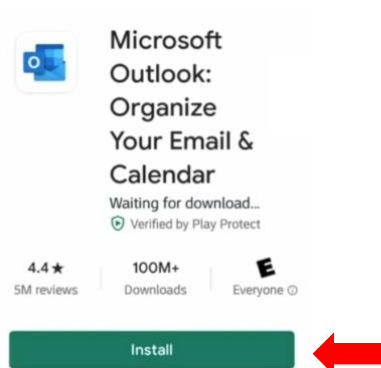 Microsoft
Outlook:
Organize
Your Email &
Calendar
Waiting for download...
Verified by Play Protect
4.4★
100M+
E
5M reviews
Downloads
Everyone ⓘ
Install